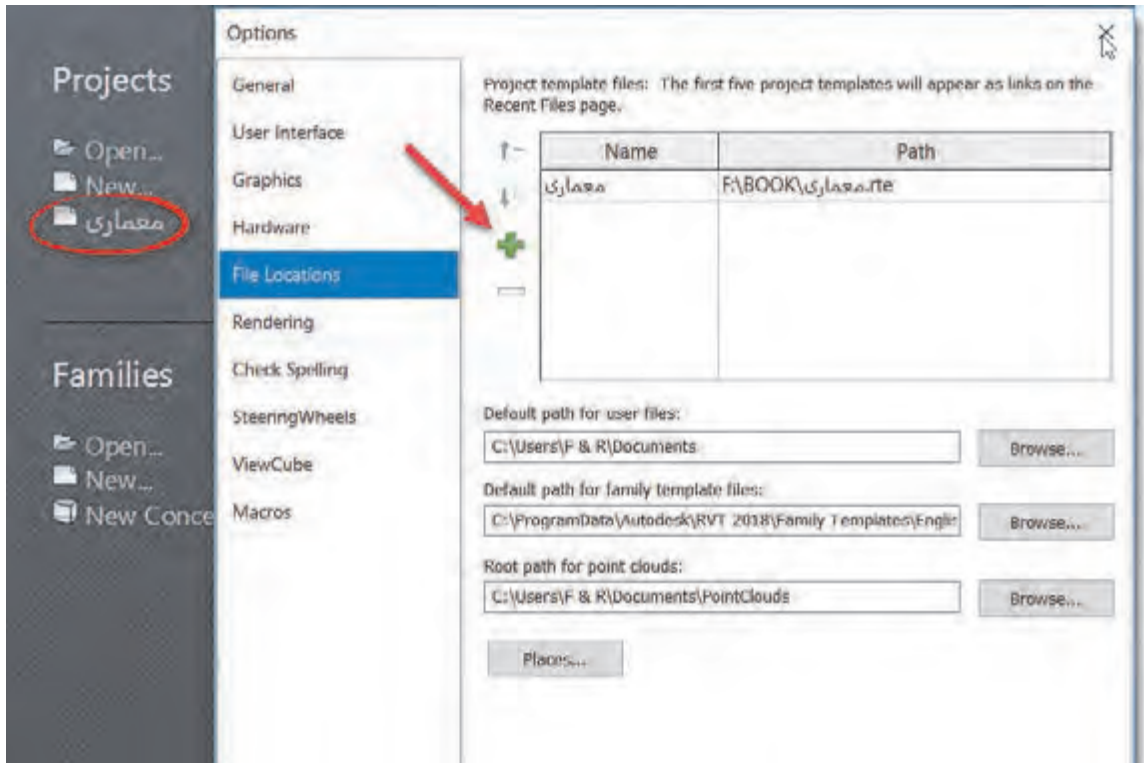 Projects
Open...
New...
معماری
Families
Open...
New...
New Conce
Options
General
User Interface
Graphics
Hardware
File Locations
Rendering
Check Spelling
SteeringWheels
ViewCube
Macros
Project template files: The first five project templates will appear as links on the
Recent Files page.
Name Path
معماری F:\BOOK\معماری.rte
Default path for user files:
C:\Users\F & R\Documents Browse...
Default path for family template files:
C:\ProgramData\Autodesk\RVT 2018\Family Templates\Englis Browse...
Root path for point clouds:
C:\Users\F & R\Documents\PointClouds Browse...
Places...